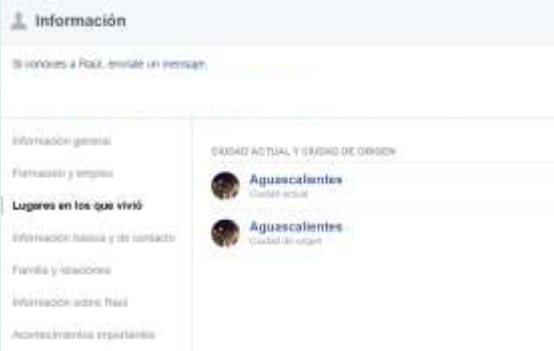 Información
Si conoces a Raúl, envíale un mensaje.
Información general
Formación y empleo
Lugares en los que vivió
Información básica y de contacto
Familia y relaciones
Información sobre Raúl
Acontecimientos importantes
CIUDAD ACTUAL Y CIUDAD DE ORIGEN
Aguascalientes
Ciudad actual
Aguascalientes
Ciudad de origen